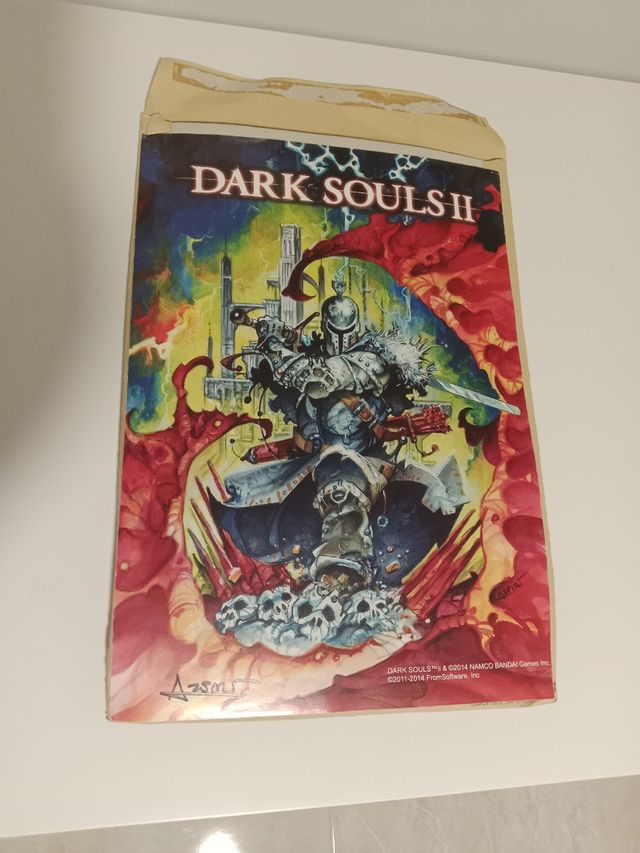 DARK SOULS II
DARK SOULS™II & ©2014 NAMCO BANDAI Games Inc.
©2011-2014 FromSoftware, Inc